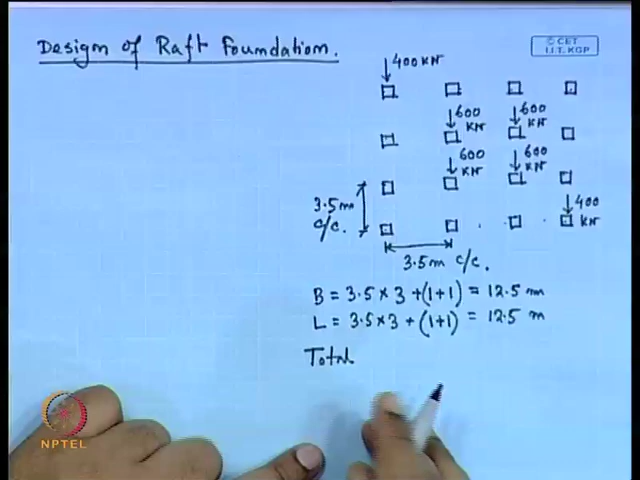 Design of Raft Foundation.
© CET
I.I.T. KGP
400 KN
600 KN
600 KN
600 KN
600 KN
400 KN
3.5 m c/c.
3.5 m c/c.
B = 3.5 × 3 + (1+1) = 12.5 m
L = 3.5 × 3 + (1+1) = 12.5 m
Total
NPTEL